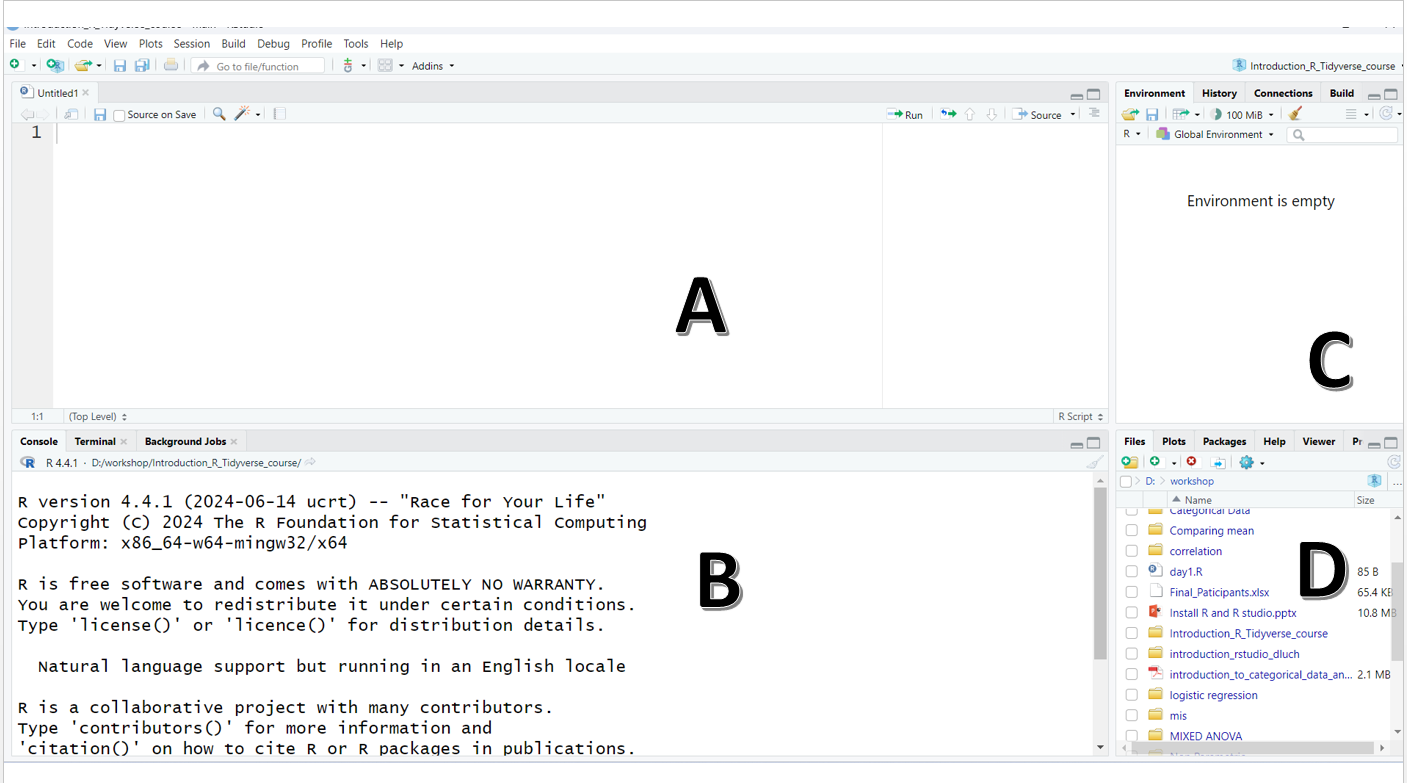 File Edit Code View Plots Session Build Debug Profile Tools Help
Go to file/function Addins Introduction_R_Tidyverse_course
Untitled1
Source on Save Run Source
1
A
1:1 (Top Level) R Script
Environment History Connections Build
100 MiB
R Global Environment
Environment is empty
C
Console Terminal Background Jobs
R 4.4.1 · D:/workshop/Introduction_R_Tidyverse_course/
R version 4.4.1 (2024-06-14 ucrt) -- "Race for Your Life"
Copyright (C) 2024 The R Foundation for Statistical Computing
Platform: x86_64-w64-mingw32/x64
R is free software and comes with ABSOLUTELY NO WARRANTY.
You are welcome to redistribute it under certain conditions.
Type 'license()' or 'licence()' for distribution details.
Natural language support but running in an English locale
R is a collaborative project with many contributors.
Type 'contributors()' for more information and
'citation()' on how to cite R or R packages in publications.
B
Files Plots Packages Help Viewer Pr
D: workshop
Name Size
Categorical Data
Comparing mean
correlation
day1.R 85 B
Final_Paticipants.xlsx 65.4 KB
Install R and R studio.pptx 10.8 MB
Introduction_R_Tidyverse_course
introduction_rstudio_dluch
introduction_to_categorical_data_an... 2.1 MB
logistic regression
mis
MIXED ANOVA
D